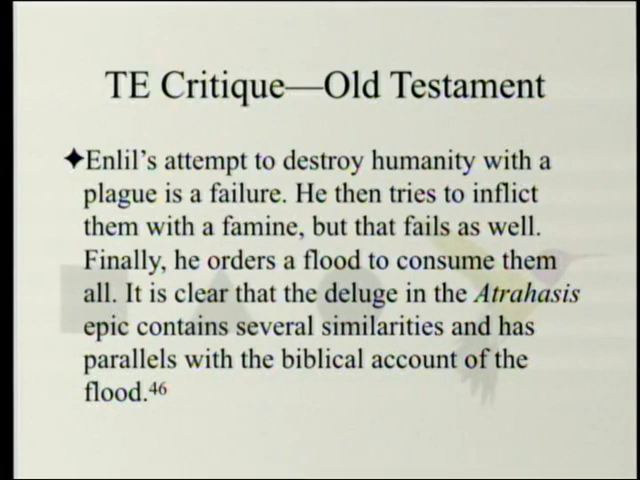 TE Critique—Old Testament
✦Enlil's attempt to destroy humanity with a
plague is a failure. He then tries to inflict
them with a famine, but that fails as well.
Finally, he orders a flood to consume them
all. It is clear that the deluge in the Atrahasis
epic contains several similarities and has
parallels with the biblical account of the
flood.46